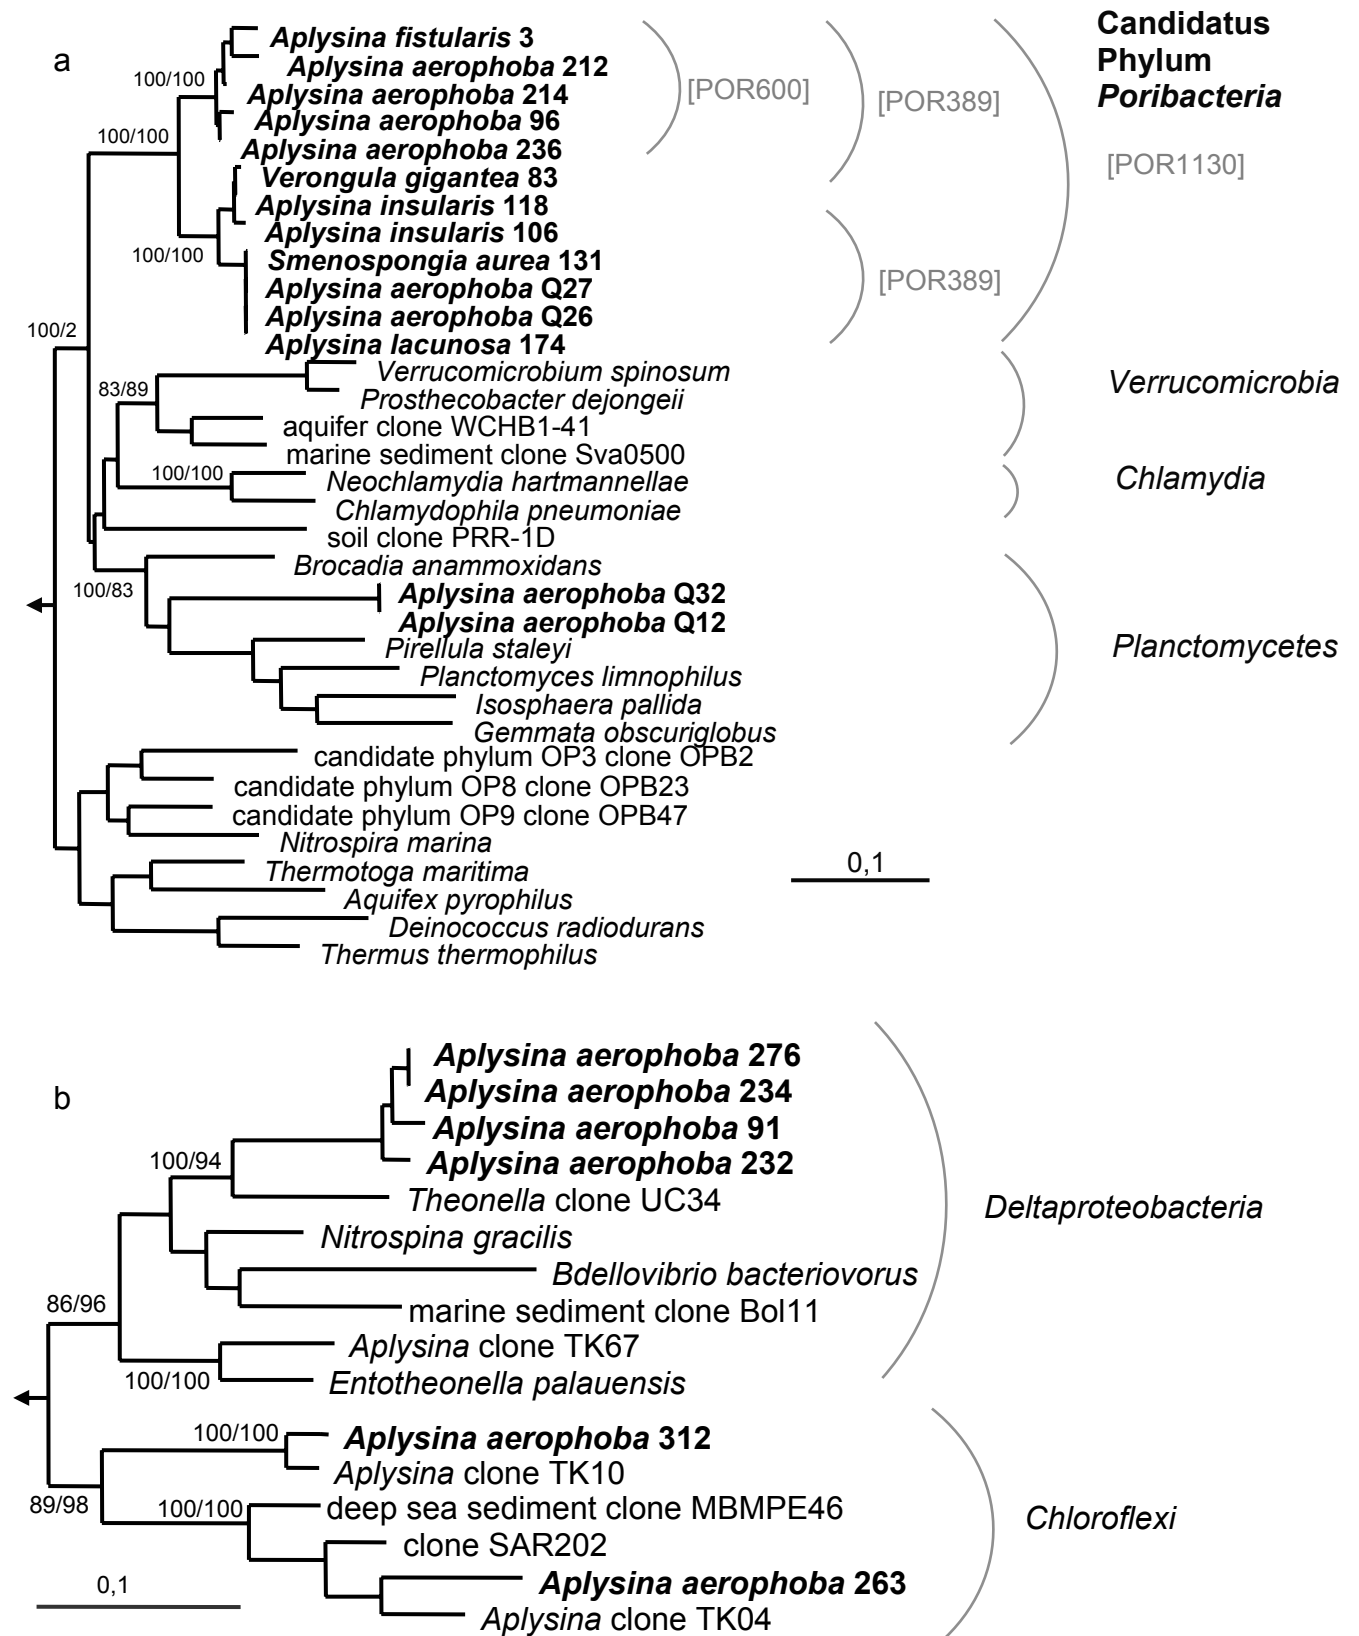 a
Aplysina fistularis 3
Aplysina aerophoba 212
Aplysina aerophoba 214
Aplysina aerophoba 96
Aplysina aerophoba 236
Verongula gigantea 83
Aplysina insularis 118
Aplysina insularis 106
Smenospongia aurea 131
Aplysina aerophoba Q27
Aplysina aerophoba Q26
Aplysina lacunosa 174
Verrucomicrobium spinosum
Prosthecobacter dejongeii
aquifer clone WCHB1-41
marine sediment clone Sva0500
Neochlamydia hartmannellae
Chlamydophila pneumoniae
soil clone PRR-1D
Brocadia anammoxidans
Aplysina aerophoba Q32
Aplysina aerophoba Q12
Pirellula staleyi
Planctomyces limnophilus
Isosphaera pallida
Gemmata obscuriglobus
candidate phylum OP3 clone OPB2
candidate phylum OP8 clone OPB23
candidate phylum OP9 clone OPB47
Nitrospira marina
Thermotoga maritima
Aquifex pyrophilus
Deinococcus radiodurans
Thermus thermophilus
100/100
100/100
100/100
100/2
83/89
100/100
100/83
[POR600]
[POR389]
[POR389]
Candidatus
Phylum
Poribacteria
[POR1130]
Verrucomicrobia
Chlamydia
Planctomycetes
0,1
b
Aplysina aerophoba 276
Aplysina aerophoba 234
Aplysina aerophoba 91
Aplysina aerophoba 232
Theonella clone UC34
Nitrospina gracilis
Bdellovibrio bacteriovorus
marine sediment clone Bol11
Aplysina clone TK67
Entotheonella palauensis
Aplysina aerophoba 312
Aplysina clone TK10
deep sea sediment clone MBMPE46
clone SAR202
Aplysina aerophoba 263
Aplysina clone TK04
100/94
86/96
100/100
100/100
89/98
100/100
Deltaproteobacteria
Chloroflexi
0,1